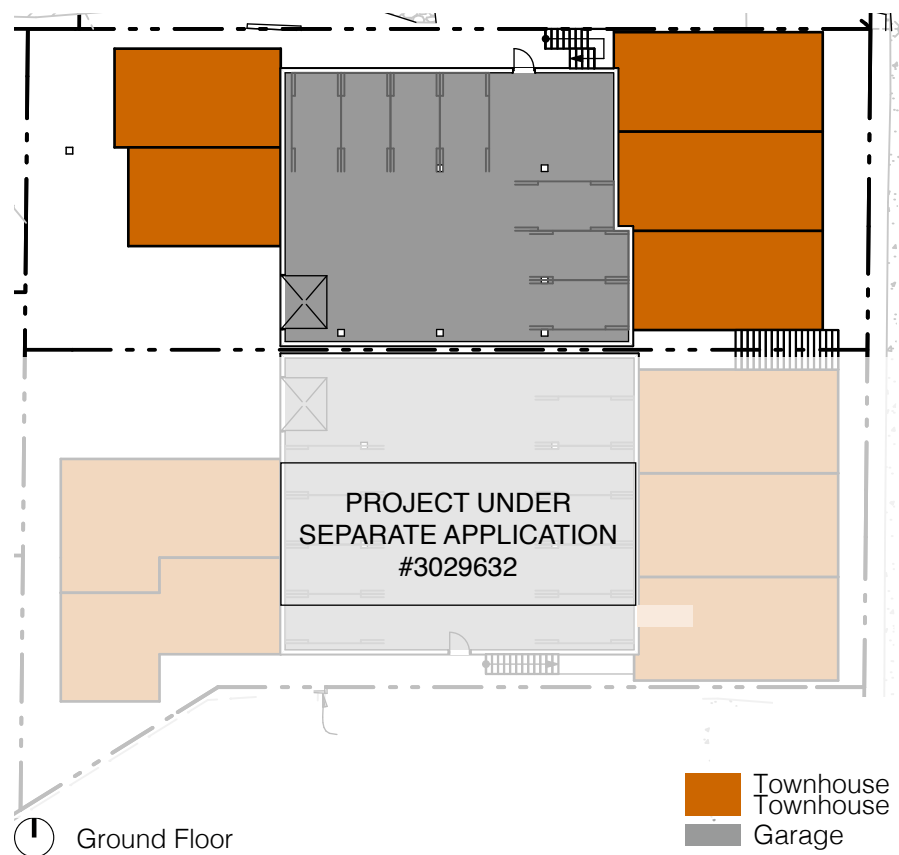 PROJECT UNDER
SEPARATE APPLICATION
#3029632
Townhouse
Townhouse
Garage
Ground Floor